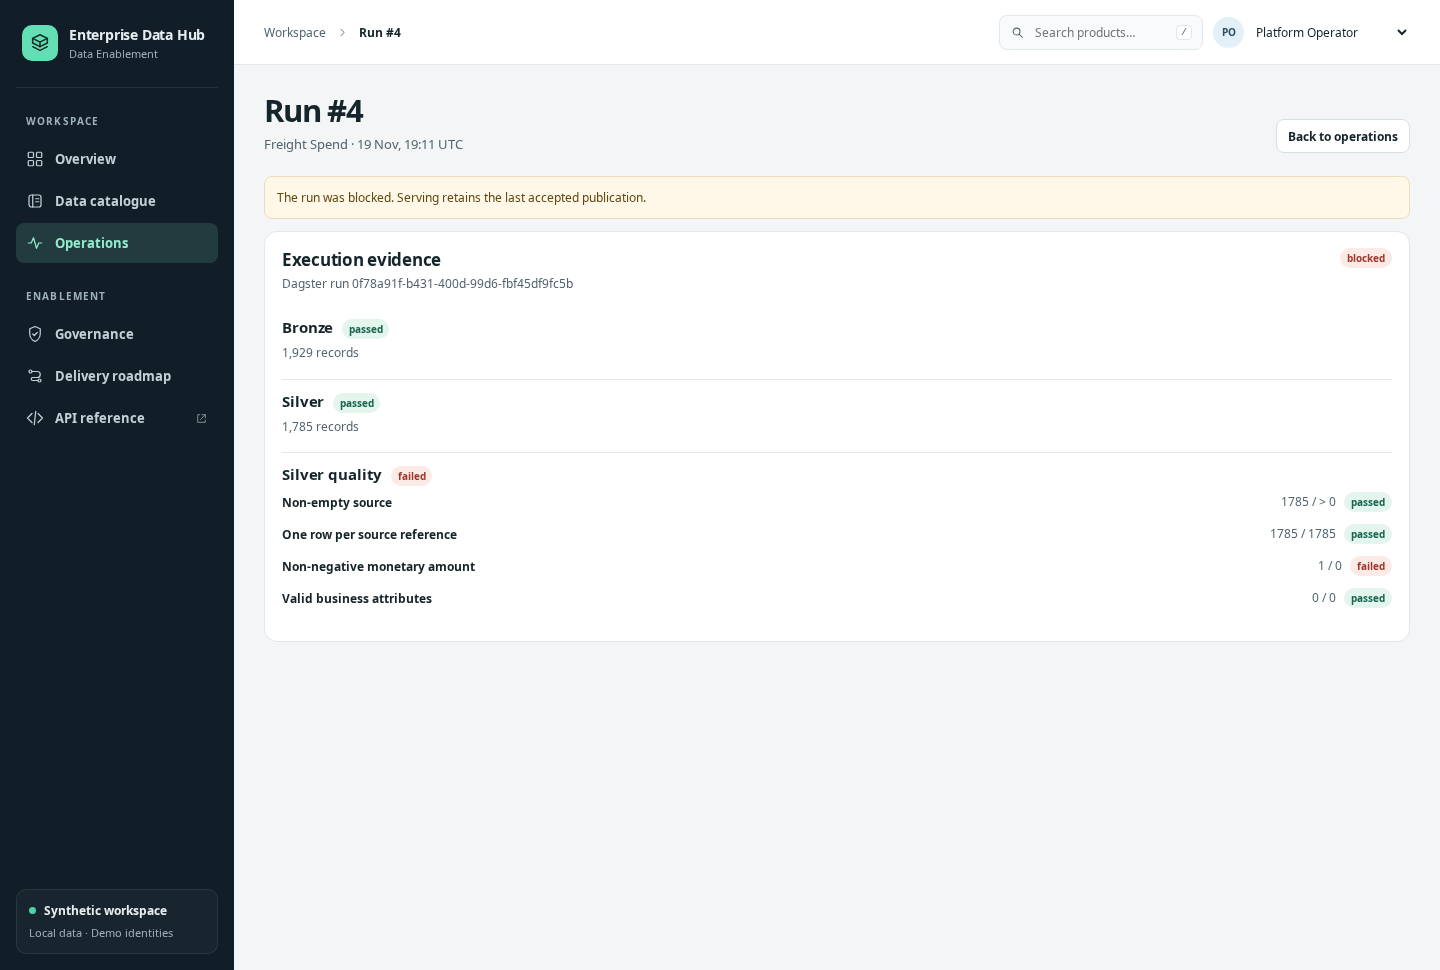 Enterprise Data Hub
Data Enablement
WORKSPACE
Overview
Data catalogue
Operations
ENABLEMENT
Governance
Delivery roadmap
API reference
Synthetic workspace
Local data · Demo identities
Workspace Run #4
Search products... /
PO Platform Operator
Run #4
Freight Spend · 19 Nov, 19:11 UTC
Back to operations
The run was blocked. Serving retains the last accepted publication.
Execution evidence blocked
Dagster run 0f78a91f-b431-400d-99d6-fbf45df9fc5b
Bronze passed
1,929 records
Silver passed
1,785 records
Silver quality failed
Non-empty source 1785 / > 0 passed
One row per source reference 1785 / 1785 passed
Non-negative monetary amount 1 / 0 failed
Valid business attributes 0 / 0 passed